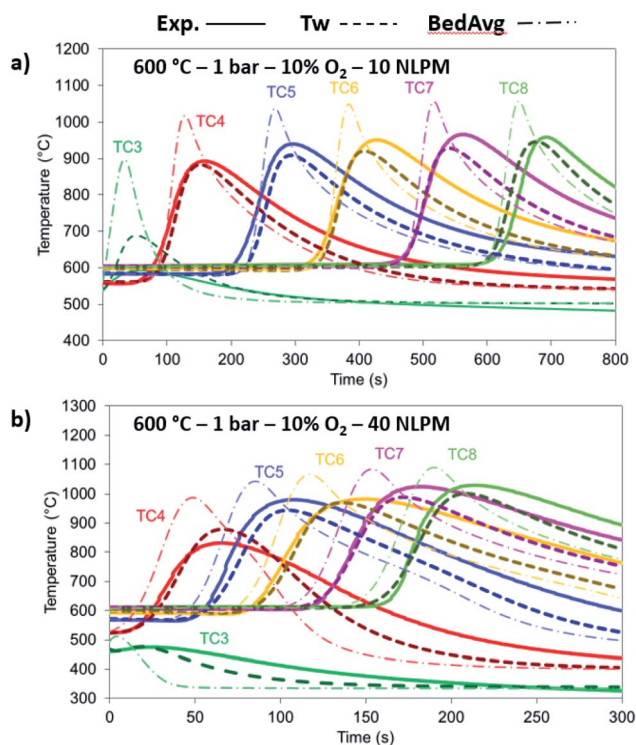 Exp. Tw BedAvg
a)
600 °C – 1 bar – 10% O₂ – 10 NLPM
1200
1100
1000
900
800
700
600
500
400
Temperature (°C)
TC3
TC4
TC5
TC6
TC7
TC8
0 100 200 300 400 500 600 700 800
Time (s)
b)
600 °C – 1 bar – 10% O₂ – 40 NLPM
1300
1200
1100
1000
900
800
700
600
500
400
300
Temperature (°C)
TC3
TC4
TC5
TC6
TC7
TC8
0 50 100 150 200 250 300
Time (s)